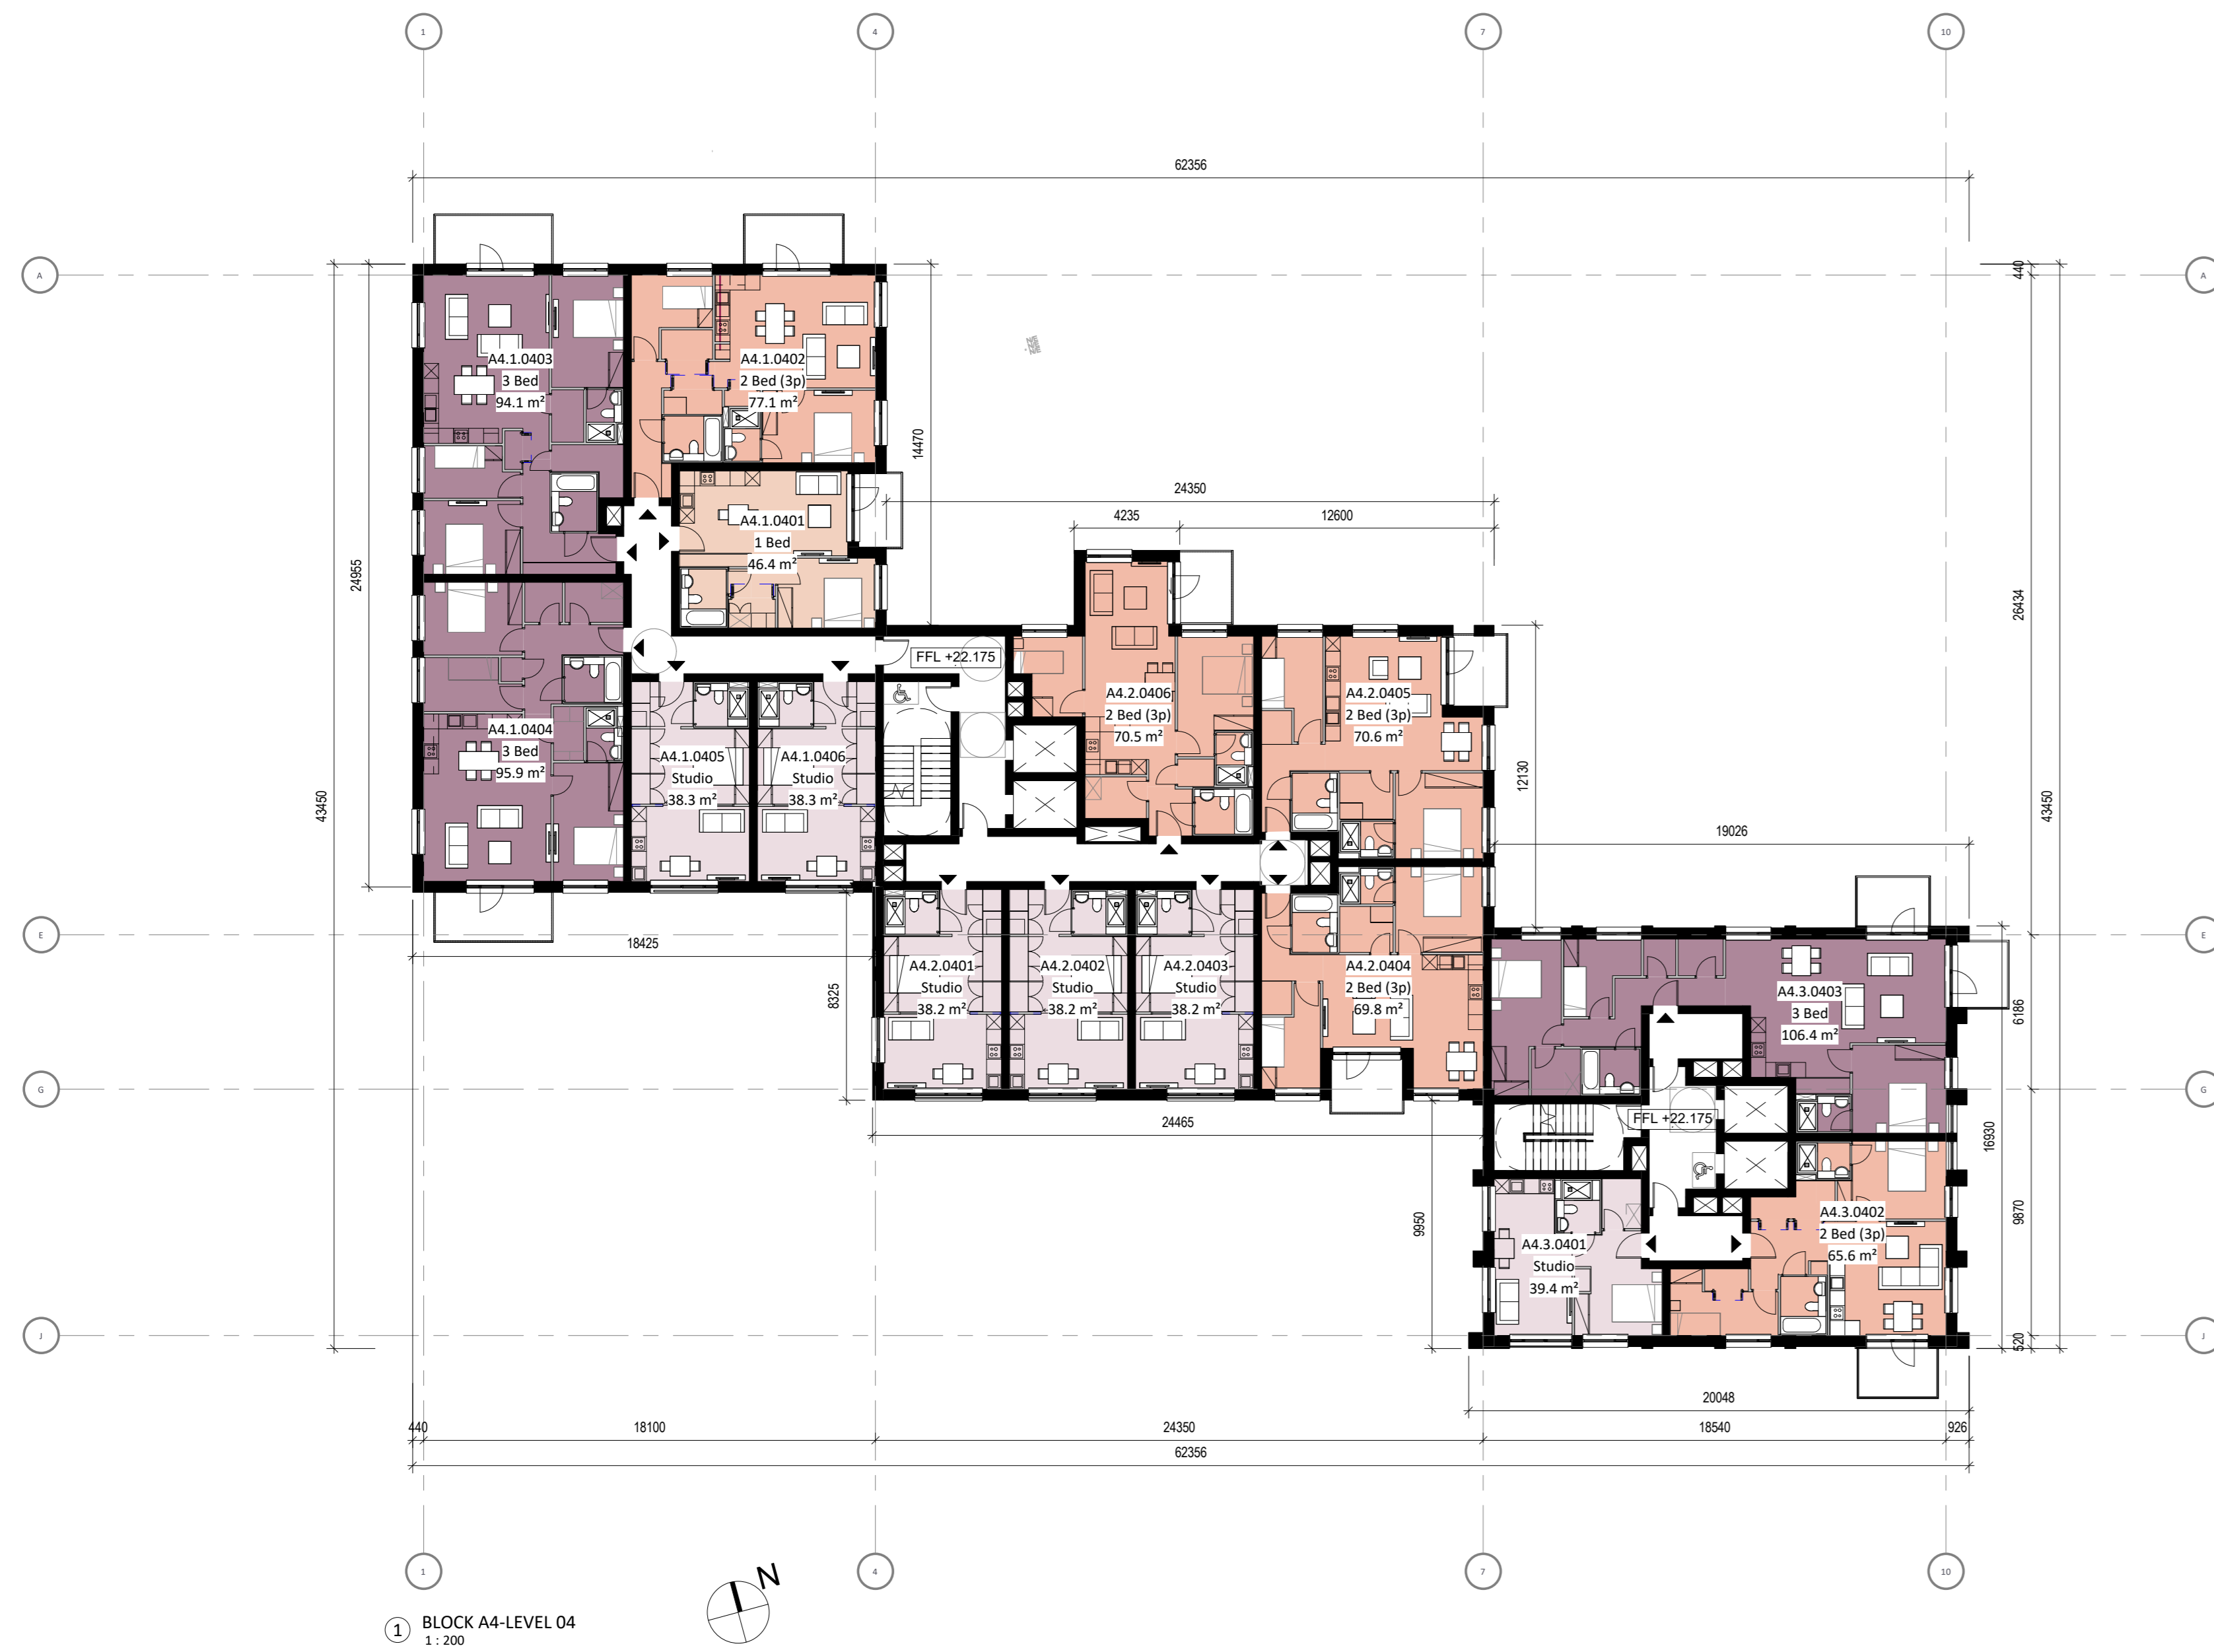 1
4
7
10
62356
A
A
440
A4.1.0403
3 Bed
94.1 m²
A4.1.0402
2 Bed (3p)
77.1 m²
14470
24350
4235
12600
A4.1.0401
1 Bed
46.4 m²
24955
26434
FFL +22.175
A4.2.0406
2 Bed (3p)
70.5 m²
A4.2.0405
2 Bed (3p)
70.6 m²
A4.1.0404
3 Bed
95.9 m²
A4.1.0405
Studio
38.3 m²
A4.1.0406
Studio
38.3 m²
12130
43450
43450
19026
E
E
18425
8325
A4.2.0401
Studio
38.2 m²
A4.2.0402
Studio
38.2 m²
A4.2.0403
Studio
38.2 m²
A4.2.0404
2 Bed (3p)
69.8 m²
A4.3.0403
3 Bed
106.4 m²
6186
G
G
24465
FFL +22.175
16930
9950
A4.3.0401
Studio
39.4 m²
A4.3.0402
2 Bed (3p)
65.6 m²
9870
J
J
520
20048
440
18100
24350
18540
926
62356
1
4
7
10
N
1
BLOCK A4-LEVEL 04
1 : 200